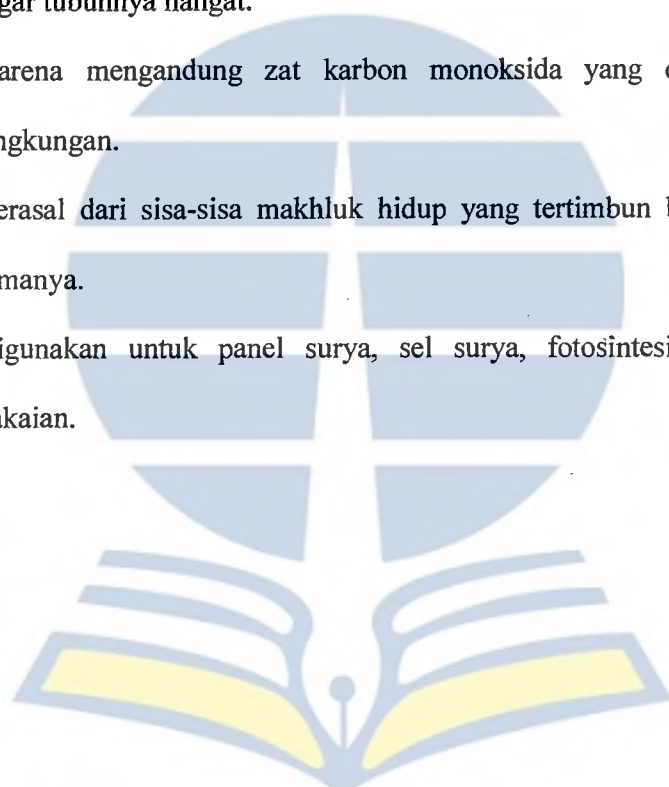 gar tubuhnya hangat.
arena mengandung zat karbon monoksida yang
ngkungan.
erasal dari sisa-sisa makhluk hidup yang tertimbun
manya.
igunakan untuk panel surya, sel surya, fotosintesi
akaian.